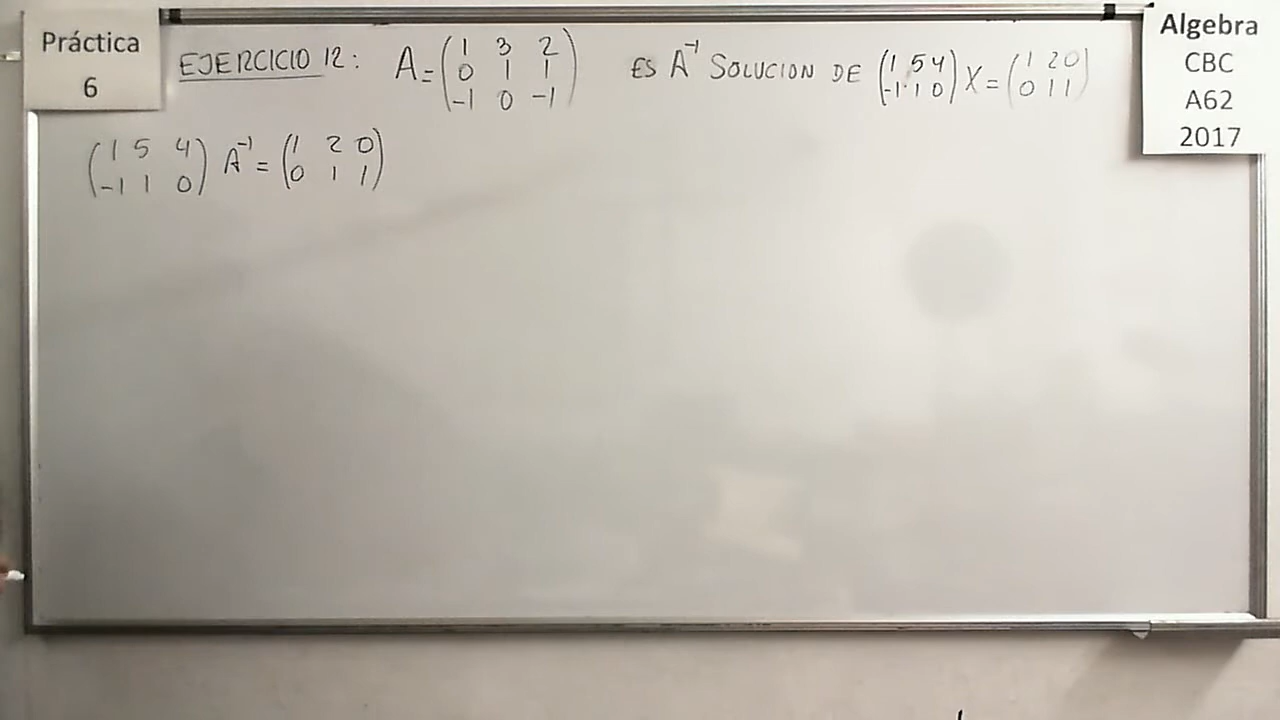 Práctica
6
EJERCICIO 12: A = (1 3 2
0 1 1
-1 0 -1) ES A⁻¹ SOLUCION DE (1 5 4
-1 1 0) X = (1 2 0
0 1 1)
Algebra
CBC
A62
2017
(1 5 4
-1 1 0) A⁻¹ = (1 2 0
0 1 1)